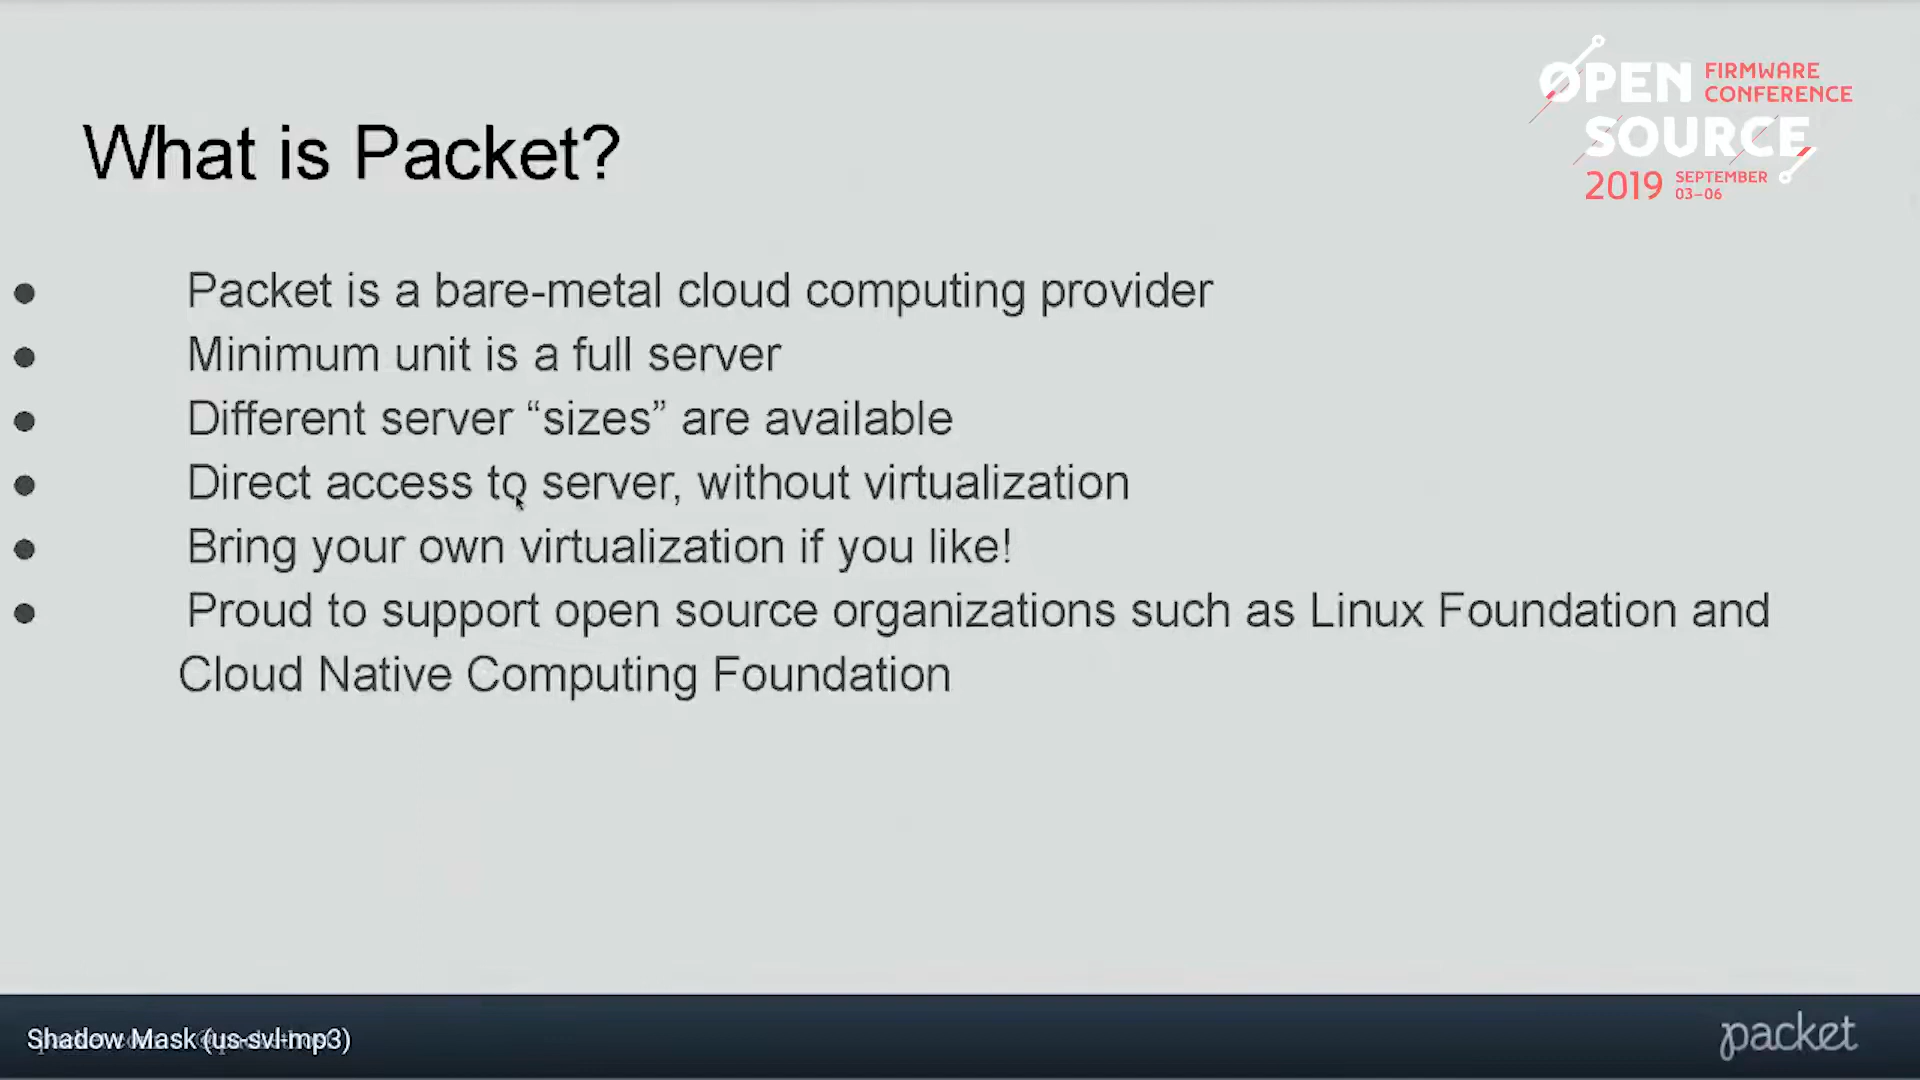 OPEN FIRMWARE
CONFERENCE
SOURCE
2019 SEPTEMBER
03–06
What is Packet?
● Packet is a bare-metal cloud computing provider
● Minimum unit is a full server
● Different server “sizes” are available
● Direct access to server, without virtualization
● Bring your own virtualization if you like!
● Proud to support open source organizations such as Linux Foundation and
Cloud Native Computing Foundation
Shadow Mask (us-svl-mp3)
packet